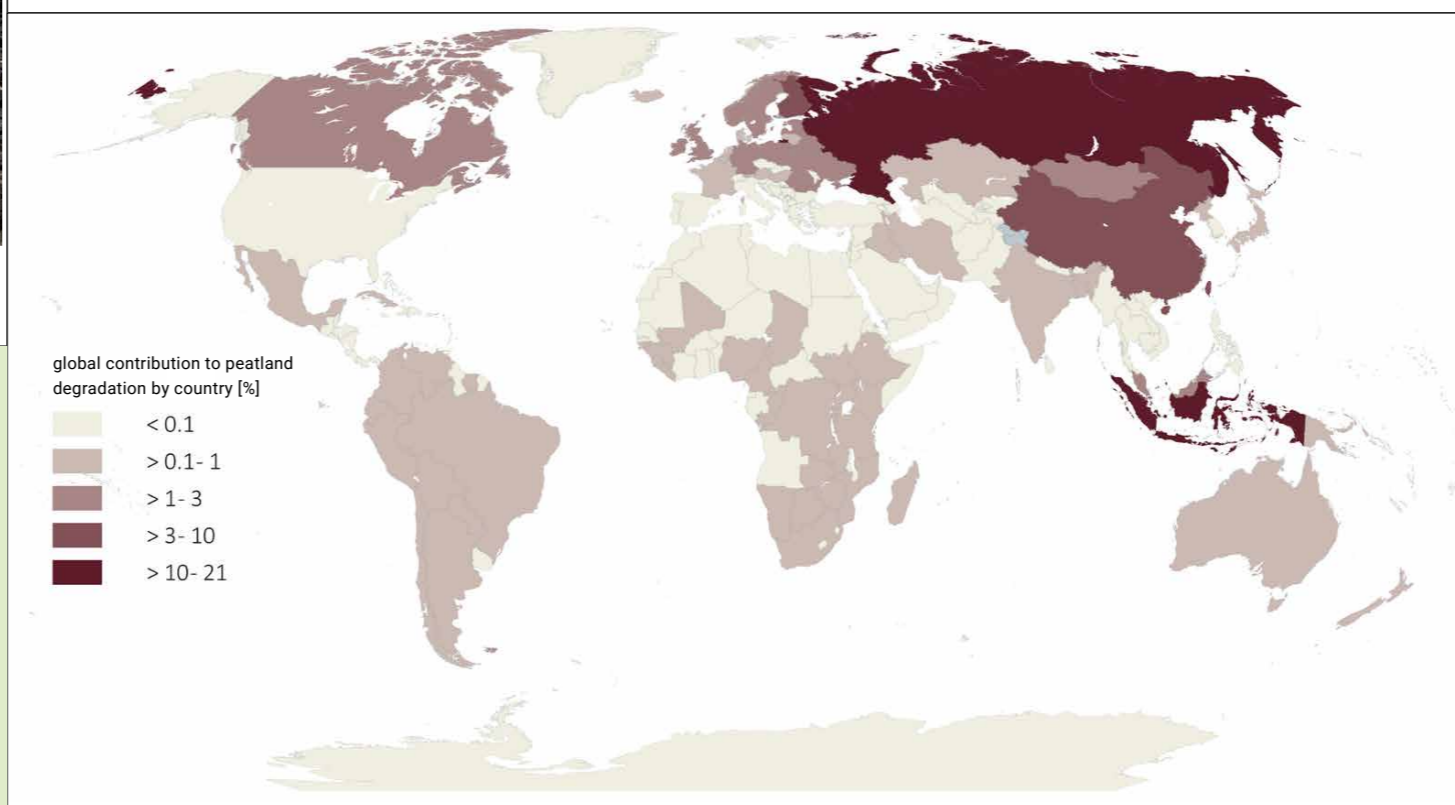 global contribution to peatland
degradation by country [%]
< 0.1
> 0.1- 1
> 1- 3
> 3- 10
> 10- 21